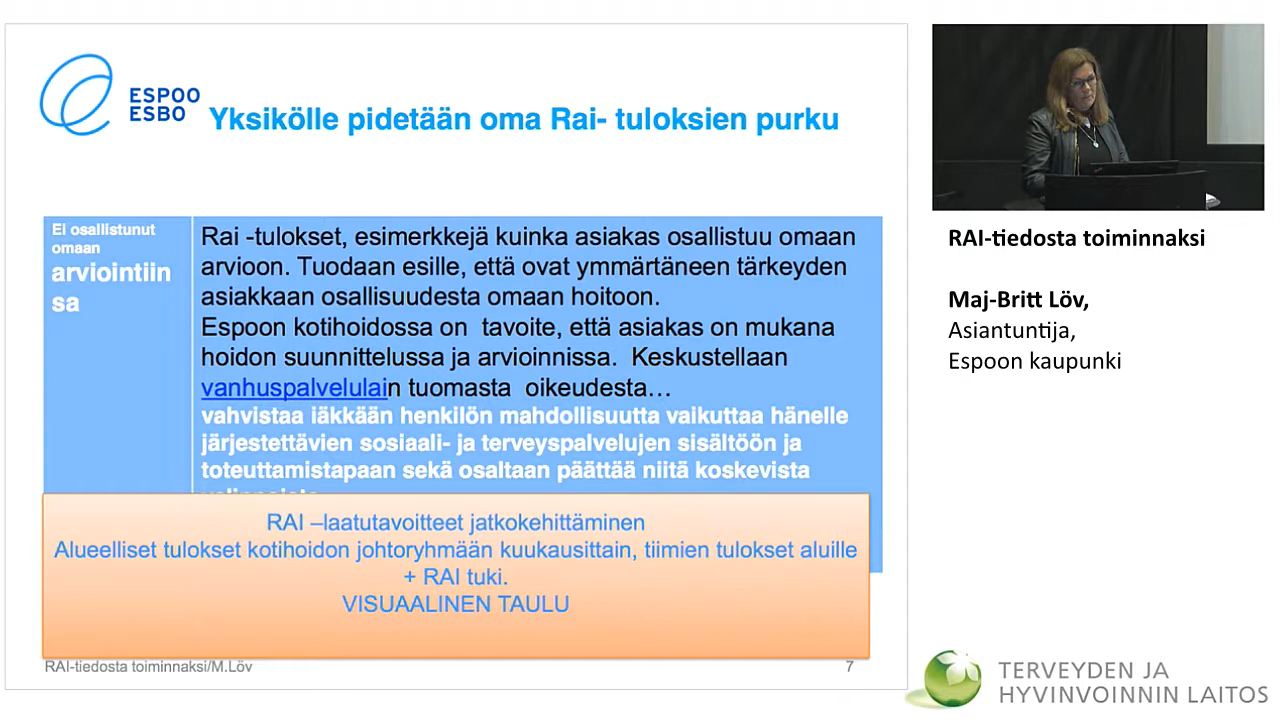 ESPOO
ESBO
Yksikölle pidetään oma Rai- tuloksien purku
Ei osallistunut
omaan
arviointiin
sa
Rai -tulokset, esimerkkejä kuinka asiakas osallistuu omaan
arvioon. Tuodaan esille, että ovat ymmärtäneen tärkeyden
asiakkaan osallisuudesta omaan hoitoon.
Espoon kotihoidossa on tavoite, että asiakas on mukana
hoidon suunnittelussa ja arvioinnissa. Keskustellaan
vanhuspalvelulain tuomasta oikeudesta…
vahvistaa iäkkään henkilön mahdollisuutta vaikuttaa hänelle
järjestettävien sosiaali- ja terveyspalvelujen sisältöön ja
toteuttamistapaan sekä osaltaan päättää niitä koskevista
RAI –laatutavoitteet jatkokehittäminen
Alueelliset tulokset kotihoidon johtoryhmään kuukausittain, tiimien tulokset aluille
+ RAI tuki.
VISUAALINEN TAULU
RAI-tiedosta toiminnaksi/M.Löv
7
RAI-tiedosta toiminnaksi
Maj-Britt Löv,
Asiantuntija,
Espoon kaupunki
TERVEYDEN JA
HYVINVOINNIN LAITOS